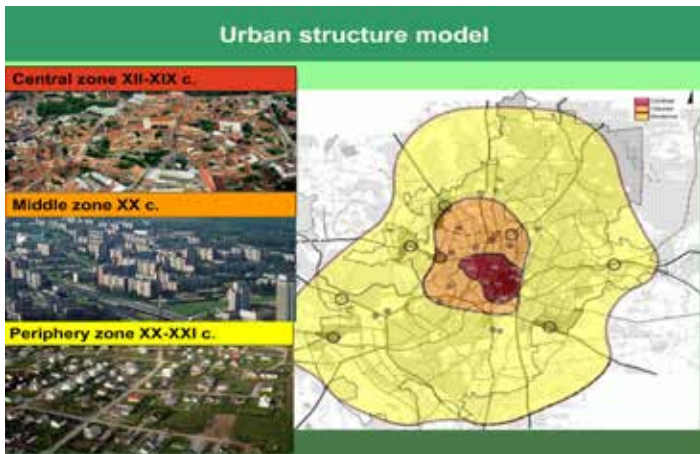 Urban structure model
Central zone XII-XIX c.
Middle zone XX c.
Periphery zone XX-XXI c.